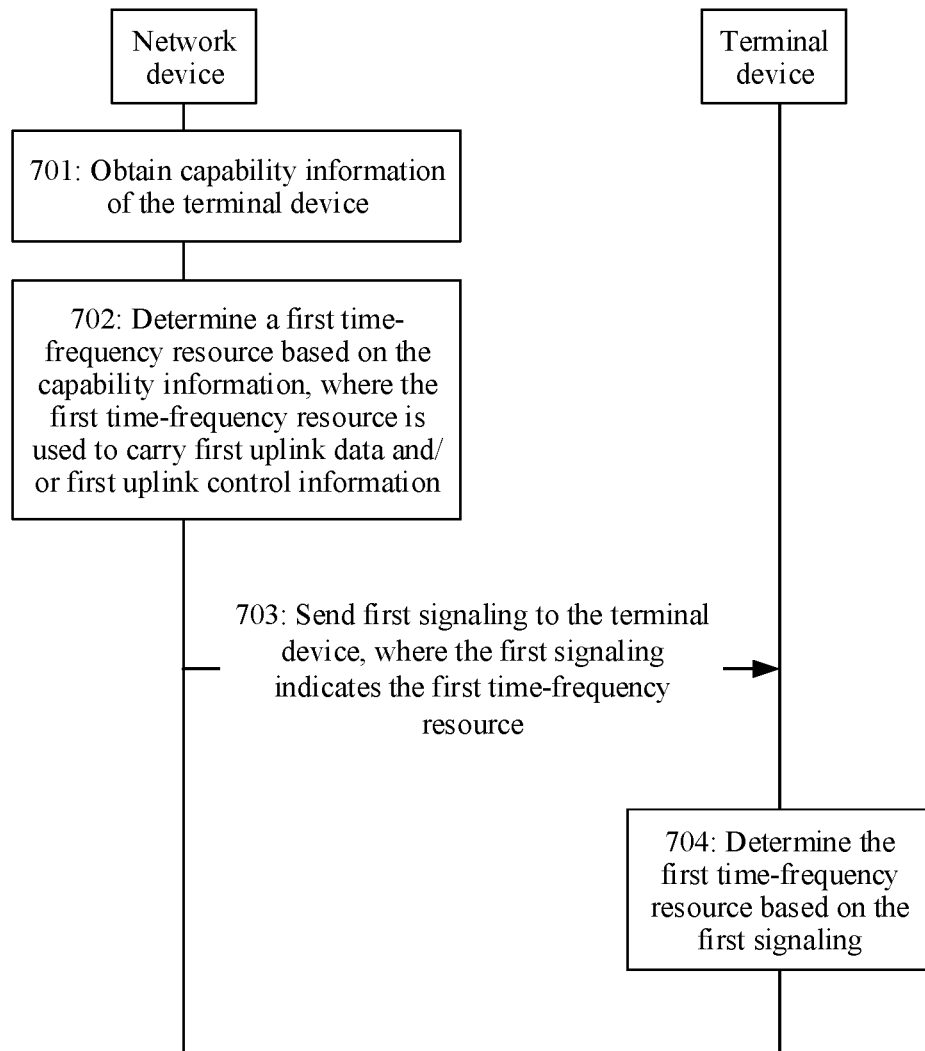 Network
device
Terminal
device
701: Obtain capability information
of the terminal device
702: Determine a first time-
frequency resource based on the
capability information, where the
first time-frequency resource is
used to carry first uplink data and/
or first uplink control information
703: Send first signaling to the terminal
device, where the first signaling
indicates the first time-frequency
resource
704: Determine the
first time-frequency
resource based on the
first signaling